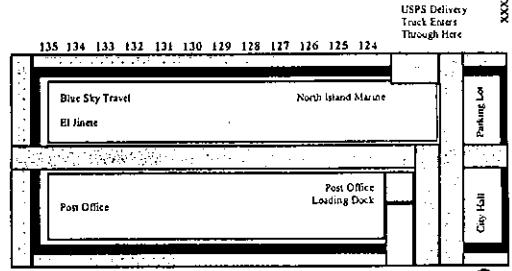 USPS Delivery
Truck Enters
Through Here
XXX
135 134 133 132 131 130 129 128 127 126 125 124
Blue Sky Travel
North Island Marine
El Jinete
Parking Lot
Post Office
Loading Dock
Post Office
City Hall